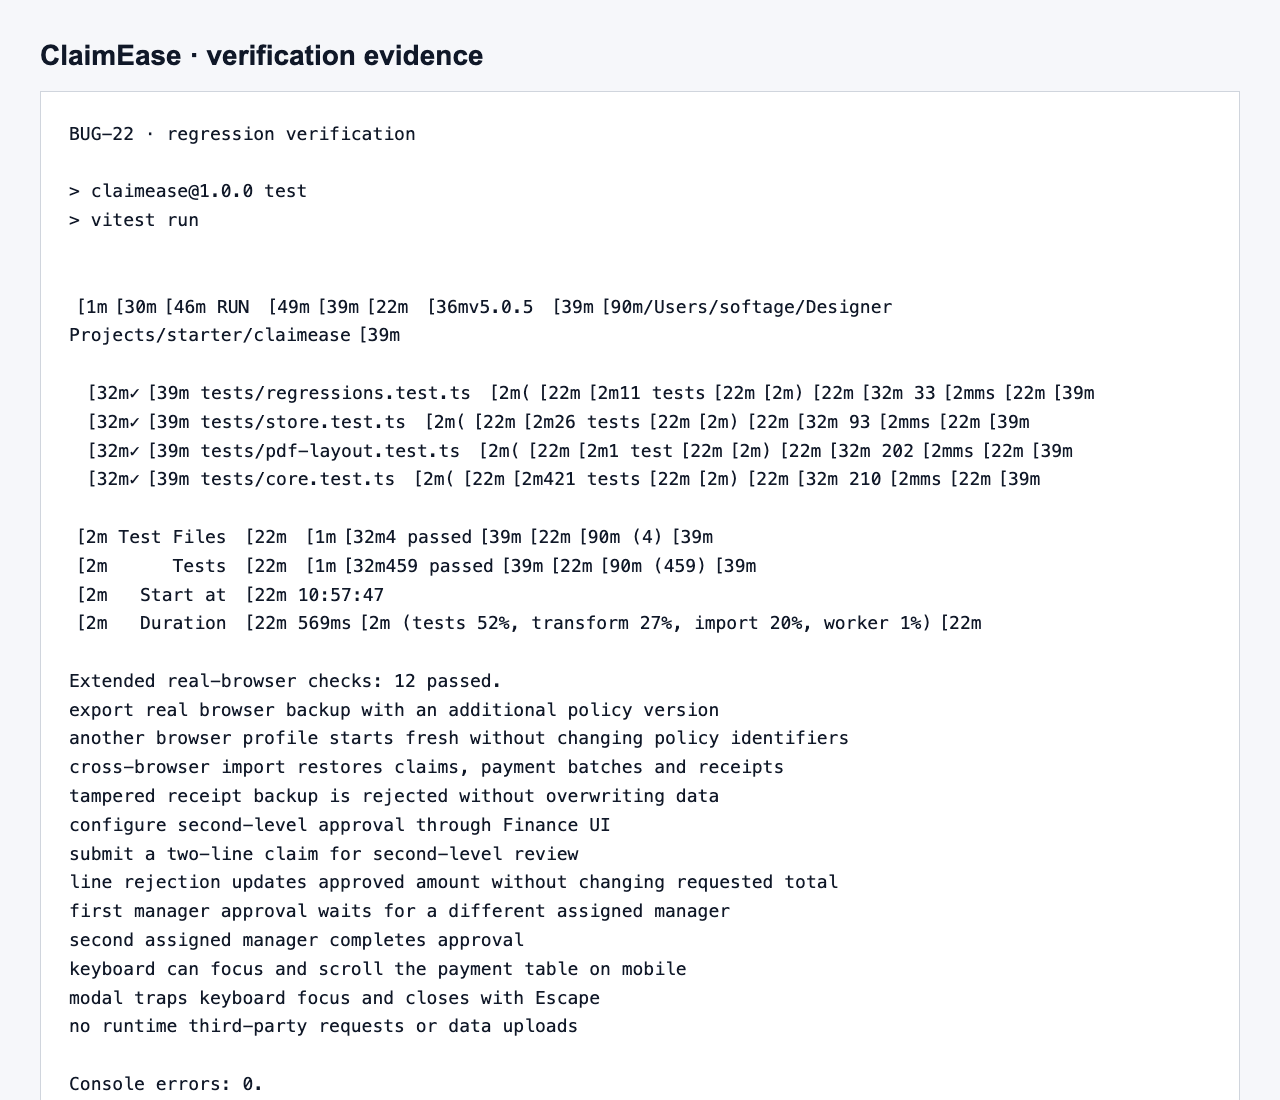 ClaimEase · verification evidence
BUG-22 · regression verification
> claimease@1.0.0 test
> vitest run
[1m [30m [46m RUN [49m [39m [22m [36mv5.0.5 [39m [90m/Users/softage/Designer
Projects/starter/claimease [39m
[32m✓ [39m tests/regressions.test.ts [2m( [22m [2m11 tests [22m [2m) [22m [32m 33 [2mms [22m [39m
[32m✓ [39m tests/store.test.ts [2m( [22m [2m26 tests [22m [2m) [22m [32m 93 [2mms [22m [39m
[32m✓ [39m tests/pdf-layout.test.ts [2m( [22m [2m1 test [22m [2m) [22m [32m 202 [2mms [22m [39m
[32m✓ [39m tests/core.test.ts [2m( [22m [2m421 tests [22m [2m) [22m [32m 210 [2mms [22m [39m
[2m Test Files [22m [1m [32m4 passed [39m [22m [90m (4) [39m
[2m Tests [22m [1m [32m459 passed [39m [22m [90m (459) [39m
[2m Start at [22m 10:57:47
[2m Duration [22m 569ms [2m (tests 52%, transform 27%, import 20%, worker 1%) [22m
Extended real-browser checks: 12 passed.
export real browser backup with an additional policy version
another browser profile starts fresh without changing policy identifiers
cross-browser import restores claims, payment batches and receipts
tampered receipt backup is rejected without overwriting data
configure second-level approval through Finance UI
submit a two-line claim for second-level review
line rejection updates approved amount without changing requested total
first manager approval waits for a different assigned manager
second assigned manager completes approval
keyboard can focus and scroll the payment table on mobile
modal traps keyboard focus and closes with Escape
no runtime third-party requests or data uploads
Console errors: 0.